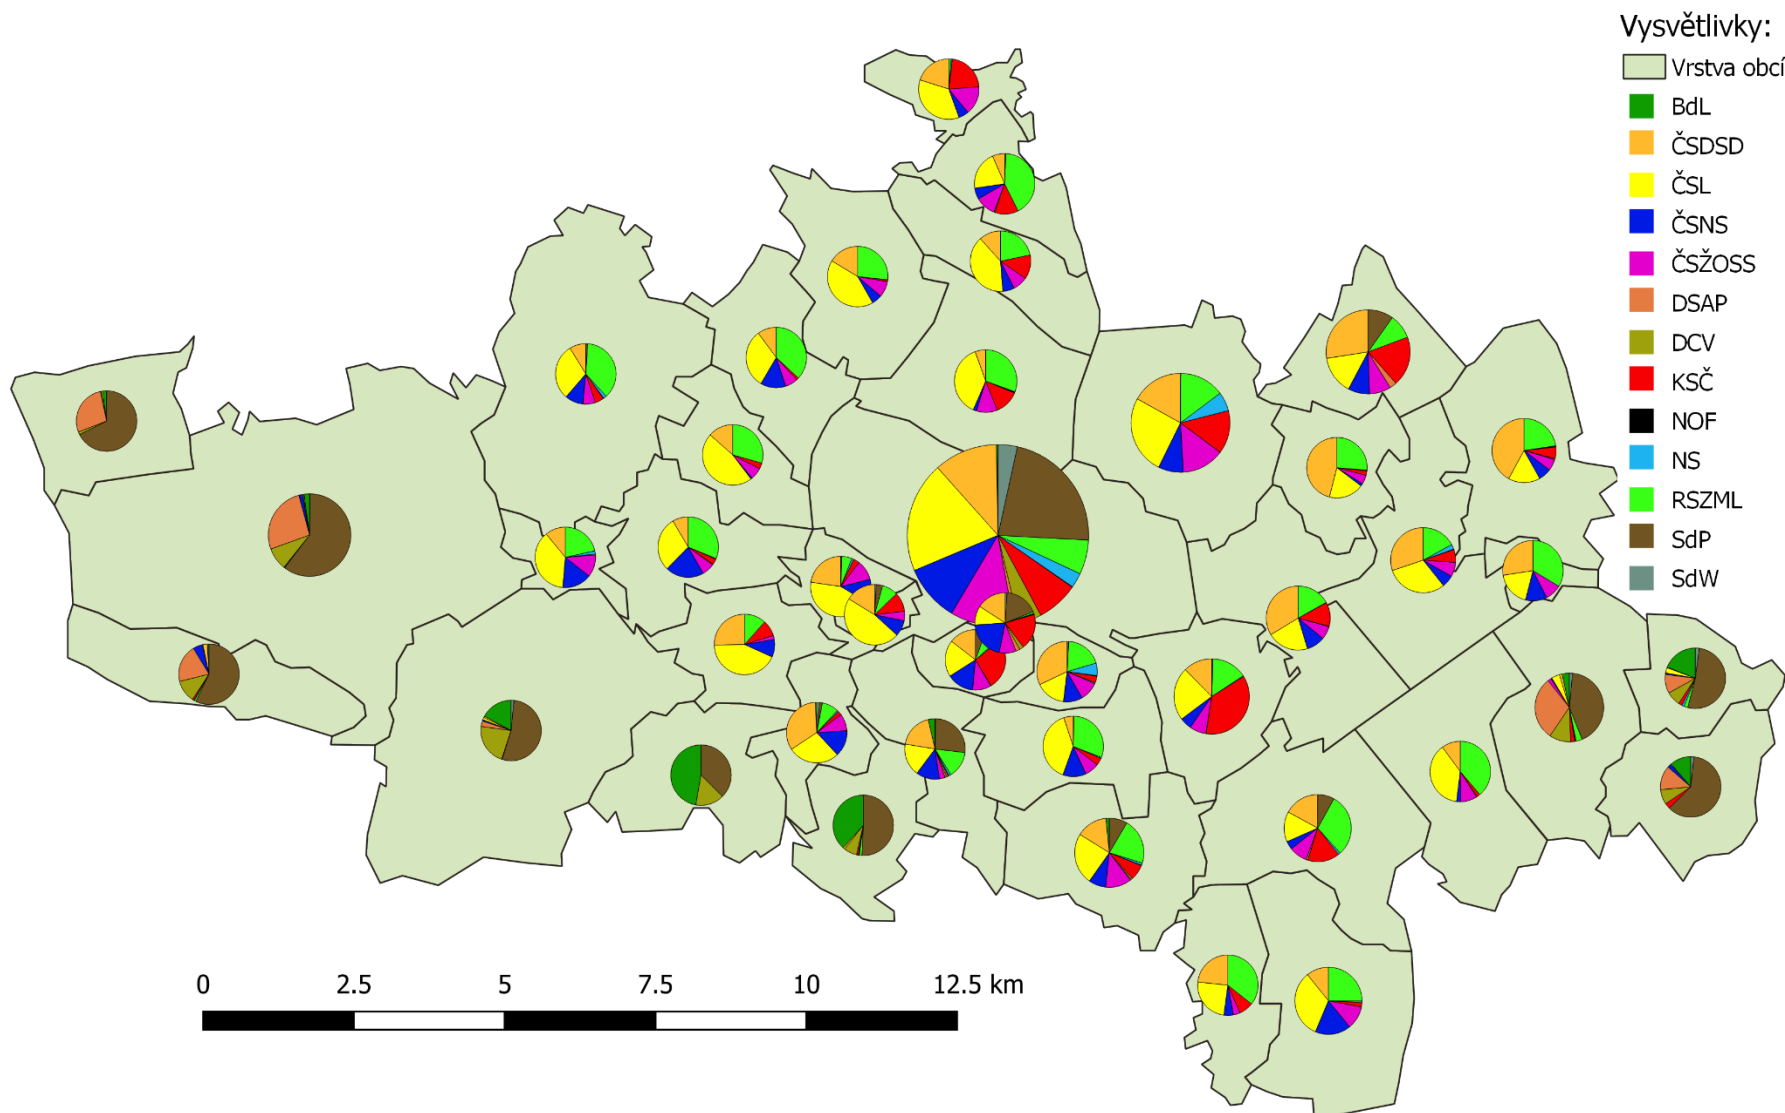 Vysvětlivky:
Vrstva obcí
BdL
ČSDSD
ČSL
ČSNS
ČSŽOSS
DSAP
DCV
KSČ
NOF
NS
RSZML
SdP
SdW
0 2.5 5 7.5 10 12.5 km